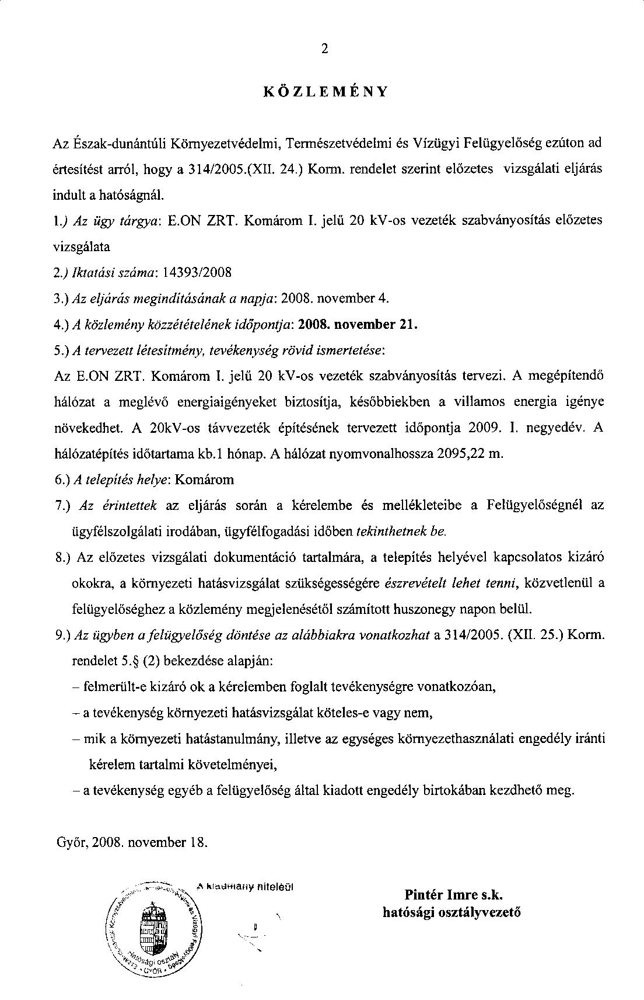 2
KÖZLEMÉNY
Az Észak-dunántúli Környezetvédelmi, Természetvédelmi és Vízügyi Felügyelőség ezúton ad
értesítést arról, hogy a 314/2005.(XII. 24.) Korm. rendelet szerint előzetes vizsgálati eljárás
indult a hatóságnál.
1.) Az ügy tárgya: E.ON ZRT. Komárom I. jelű 20 kV-os vezeték szabványosítás előzetes
vizsgálata
2.) Iktatási száma: 14393/2008
3.) Az eljárás megindításának a napja: 2008. november 4.
4.) A közlemény közzétételének időpontja: 2008. november 21.
5.) A tervezett létesítmény, tevékenység rövid ismertetése:
Az E.ON ZRT. Komárom I. jelű 20 kV-os vezeték szabványosítás tervezi. A megépítendő
hálózat a meglévő energiaigényeket biztosítja, későbbiekben a villamos energia igénye
növekedhet. A 20kV-os távvezeték építésének tervezett időpontja 2009. I. negyedév. A
hálózatépítés időtartama kb.1 hónap. A hálózat nyomvonalhossza 2095,22 m.
6.) A telepítés helye: Komárom
7.) Az érintettek az eljárás során a kérelembe és mellékleteibe a Felügyelőségnél az
ügyfélszolgálati irodában, ügyfélfogadási időben tekinthetnek be.
8.) Az előzetes vizsgálati dokumentáció tartalmára, a telepítés helyével kapcsolatos kizáró
okokra, a környezeti hatásvizsgálat szükségességére észrevételt lehet tenni, közvetlenül a
felügyelőséghez a közlemény megjelenésétől számított huszonegy napon belül.
9.) Az ügyben a felügyelőség döntése az alábbiakra vonatkozhat a 314/2005. (XII. 25.) Korm.
rendelet 5.§ (2) bekezdése alapján:
– felmerült-e kizáró ok a kérelemben foglalt tevékenységre vonatkozóan,
– a tevékenység környezeti hatásvizsgálat köteles-e vagy nem,
– mik a környezeti hatástanulmány, illetve az egységes környezethasználati engedély iránti
kérelem tartalmi követelményei,
– a tevékenység egyéb a felügyelőség által kiadott engedély birtokában kezdhető meg.
Győr, 2008. november 18.
A kiadmány hiteléül
Pintér Imre s.k.
hatósági osztályvezető
Hatósági osztály
GYŐR